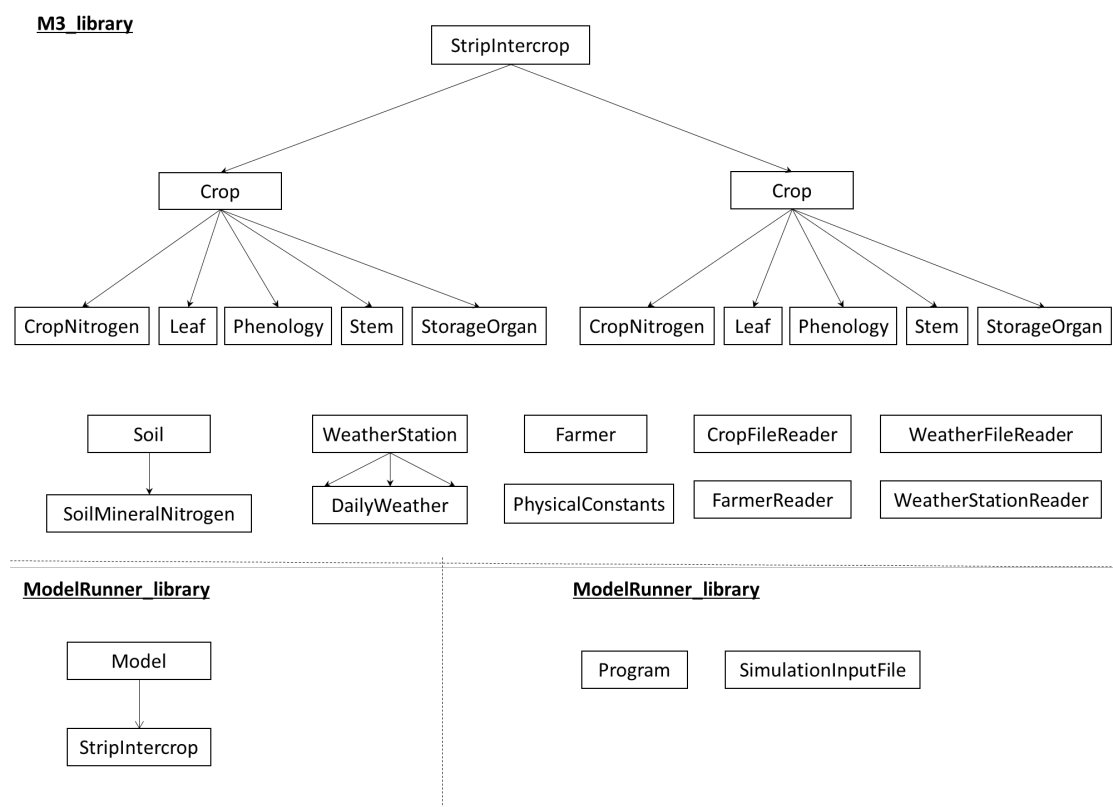 M3_library
StripIntercrop
Crop
Crop
CropNitrogen
Leaf
Phenology
Stem
StorageOrgan
CropNitrogen
Leaf
Phenology
Stem
StorageOrgan
Soil
WeatherStation
Farmer
CropFileReader
WeatherFileReader
SoilMineralNitrogen
DailyWeather
PhysicalConstants
FarmerReader
WeatherStationReader
ModelRunner_library
Model
StripIntercrop
ModelRunner_library
Program
SimulationInputFile